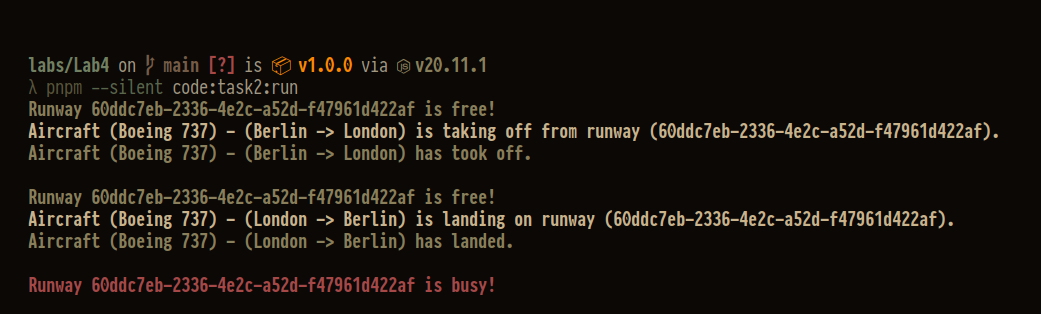 labs/Lab4 on main [?] is 📦 v1.0.0 via v20.11.1
λ pnpm --silent code:task2:run
Runway 60ddc7eb-2336-4e2c-a52d-f47961d422af is free!
Aircraft (Boeing 737) - (Berlin -> London) is taking off from runway (60ddc7eb-2336-4e2c-a52d-f47961d422af).
Aircraft (Boeing 737) - (Berlin -> London) has took off.
Runway 60ddc7eb-2336-4e2c-a52d-f47961d422af is free!
Aircraft (Boeing 737) - (London -> Berlin) is landing on runway (60ddc7eb-2336-4e2c-a52d-f47961d422af).
Aircraft (Boeing 737) - (London -> Berlin) has landed.
Runway 60ddc7eb-2336-4e2c-a52d-f47961d422af is busy!